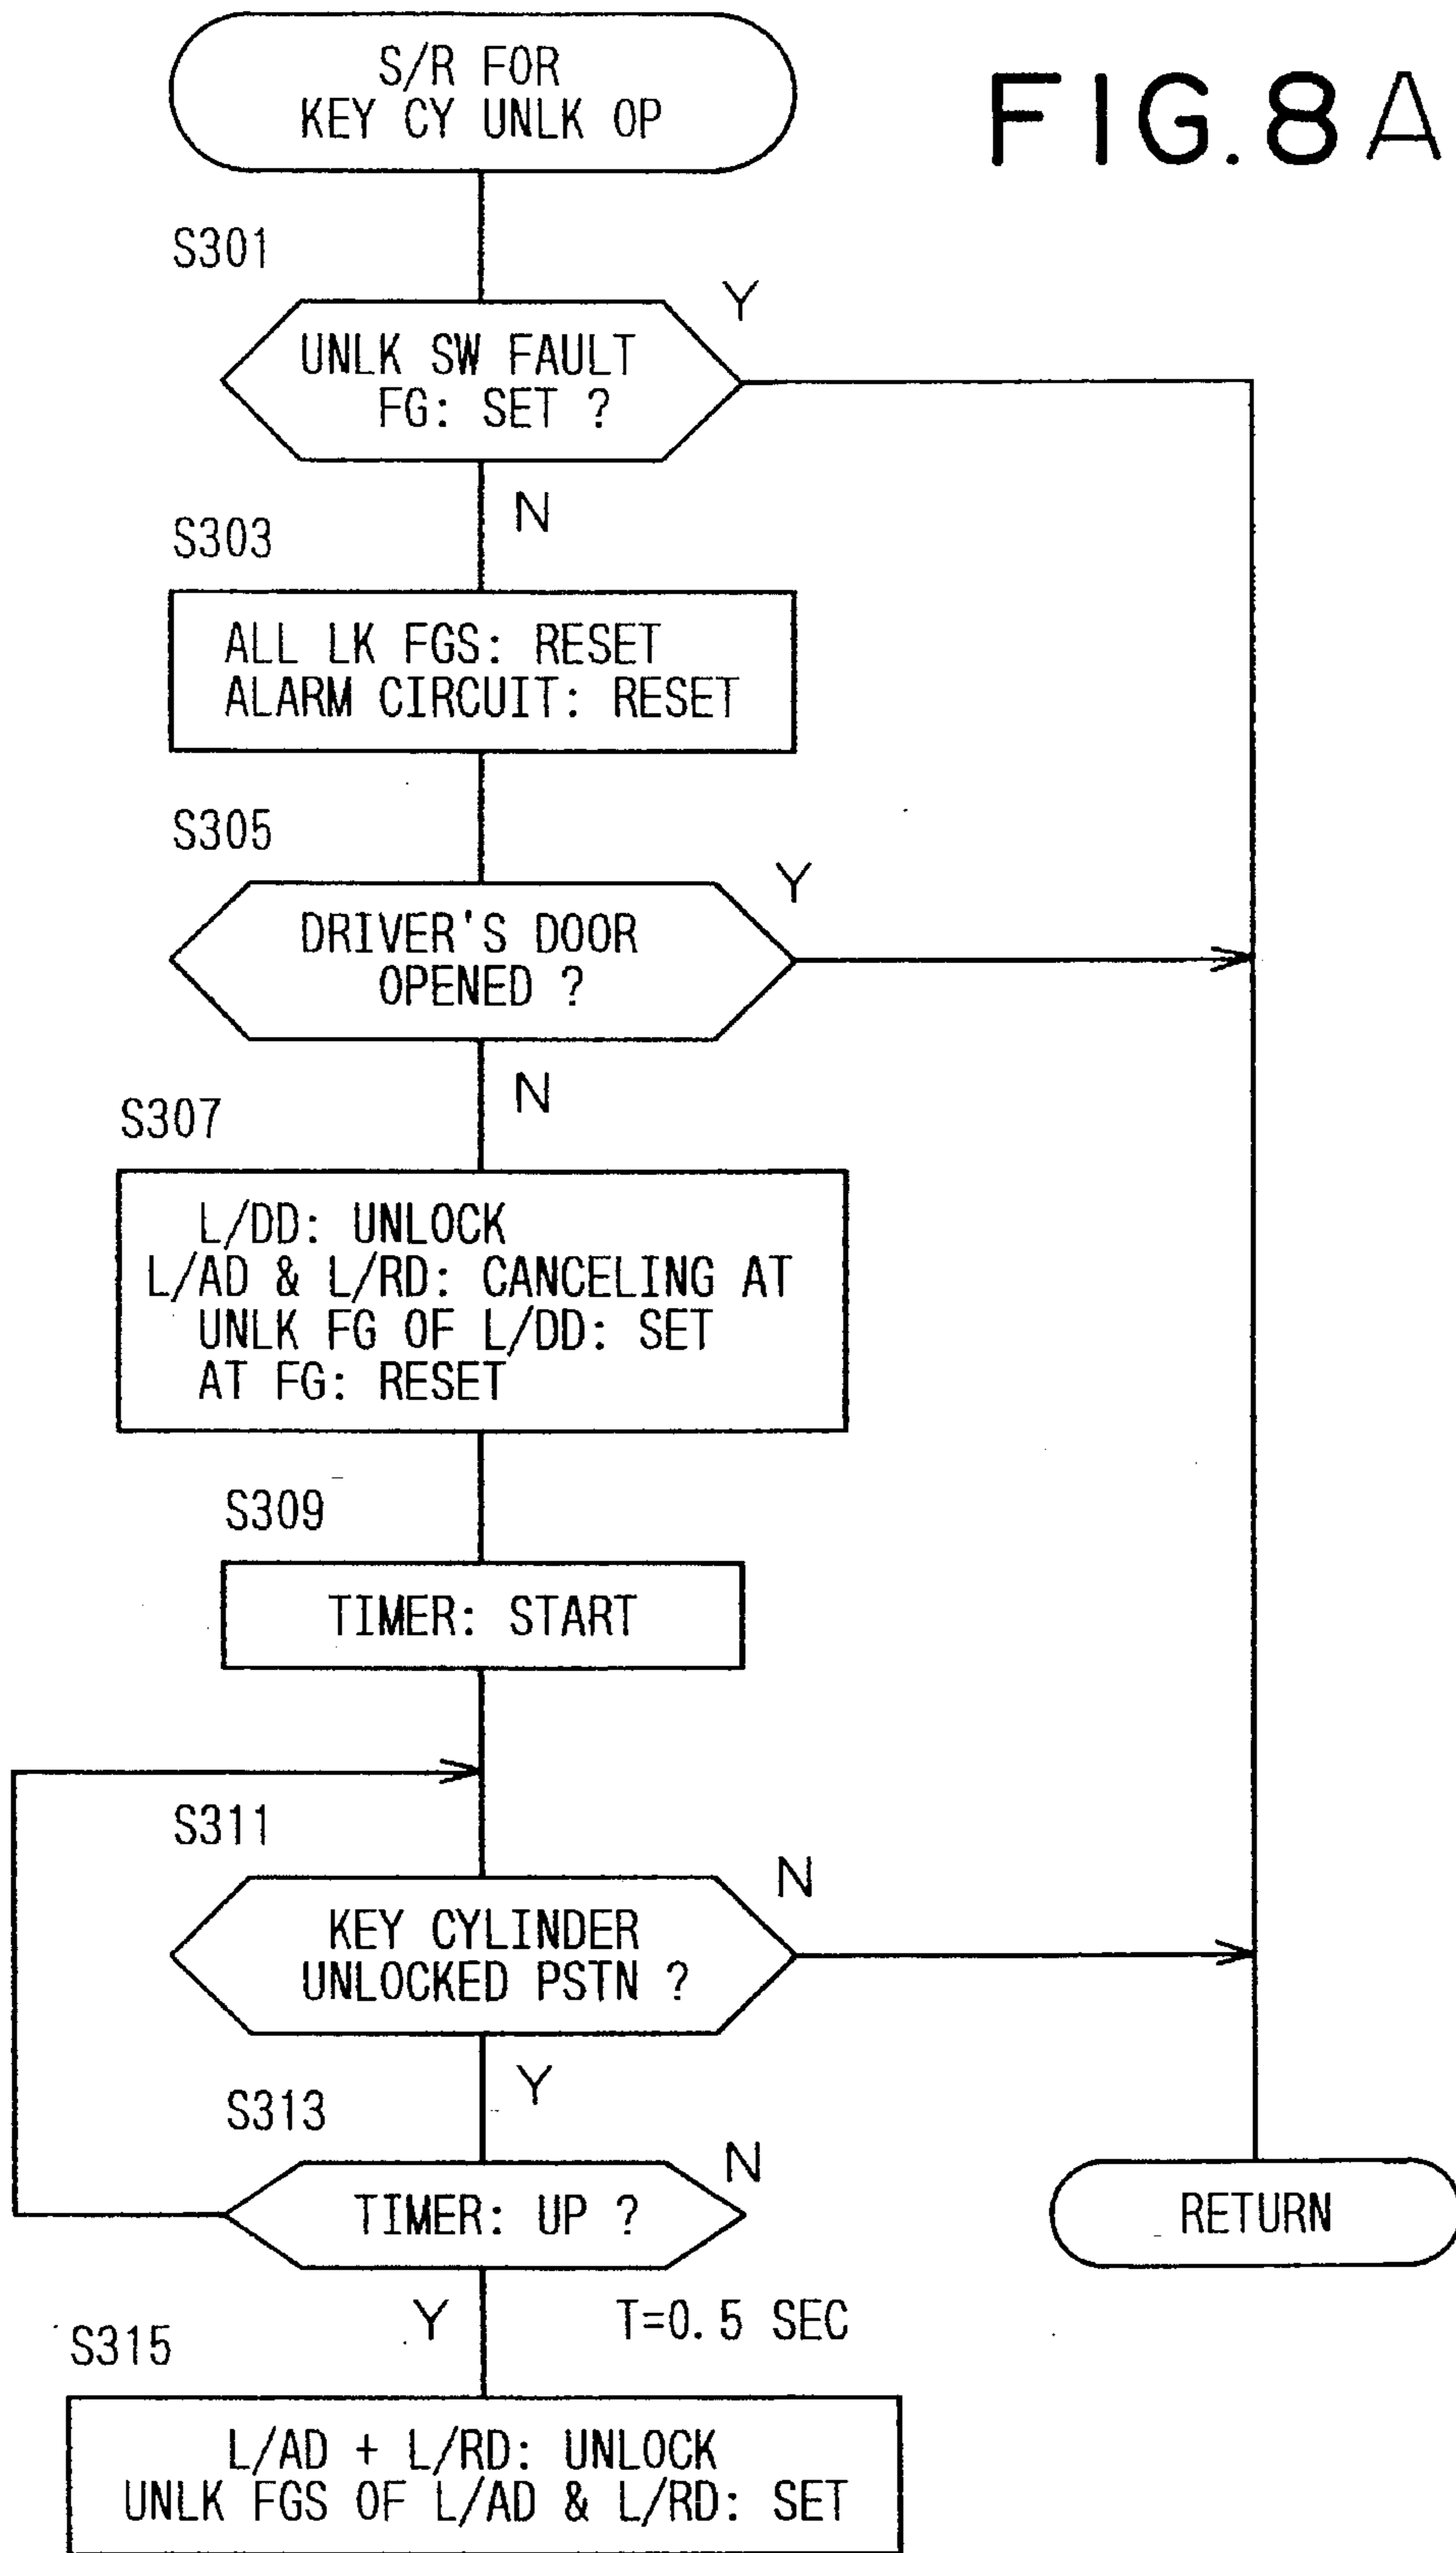 FIG. 8A
S/R FOR
KEY CY UNLK OP
S301
UNLK SW FAULT
FG: SET ?
Y
N
S303
ALL LK FGS: RESET
ALARM CIRCUIT: RESET
S305
DRIVER'S DOOR
OPENED ?
Y
N
S307
L/DD: UNLOCK
L/AD & L/RD: CANCELING AT
UNLK FG OF L/DD: SET
AT FG: RESET
S309
TIMER: START
S311
KEY CYLINDER
UNLOCKED PSTN ?
N
Y
S313
TIMER: UP ?
N
RETURN
Y
T=0.5 SEC
S315
L/AD + L/RD: UNLOCK
UNLK FGS OF L/AD & L/RD: SET